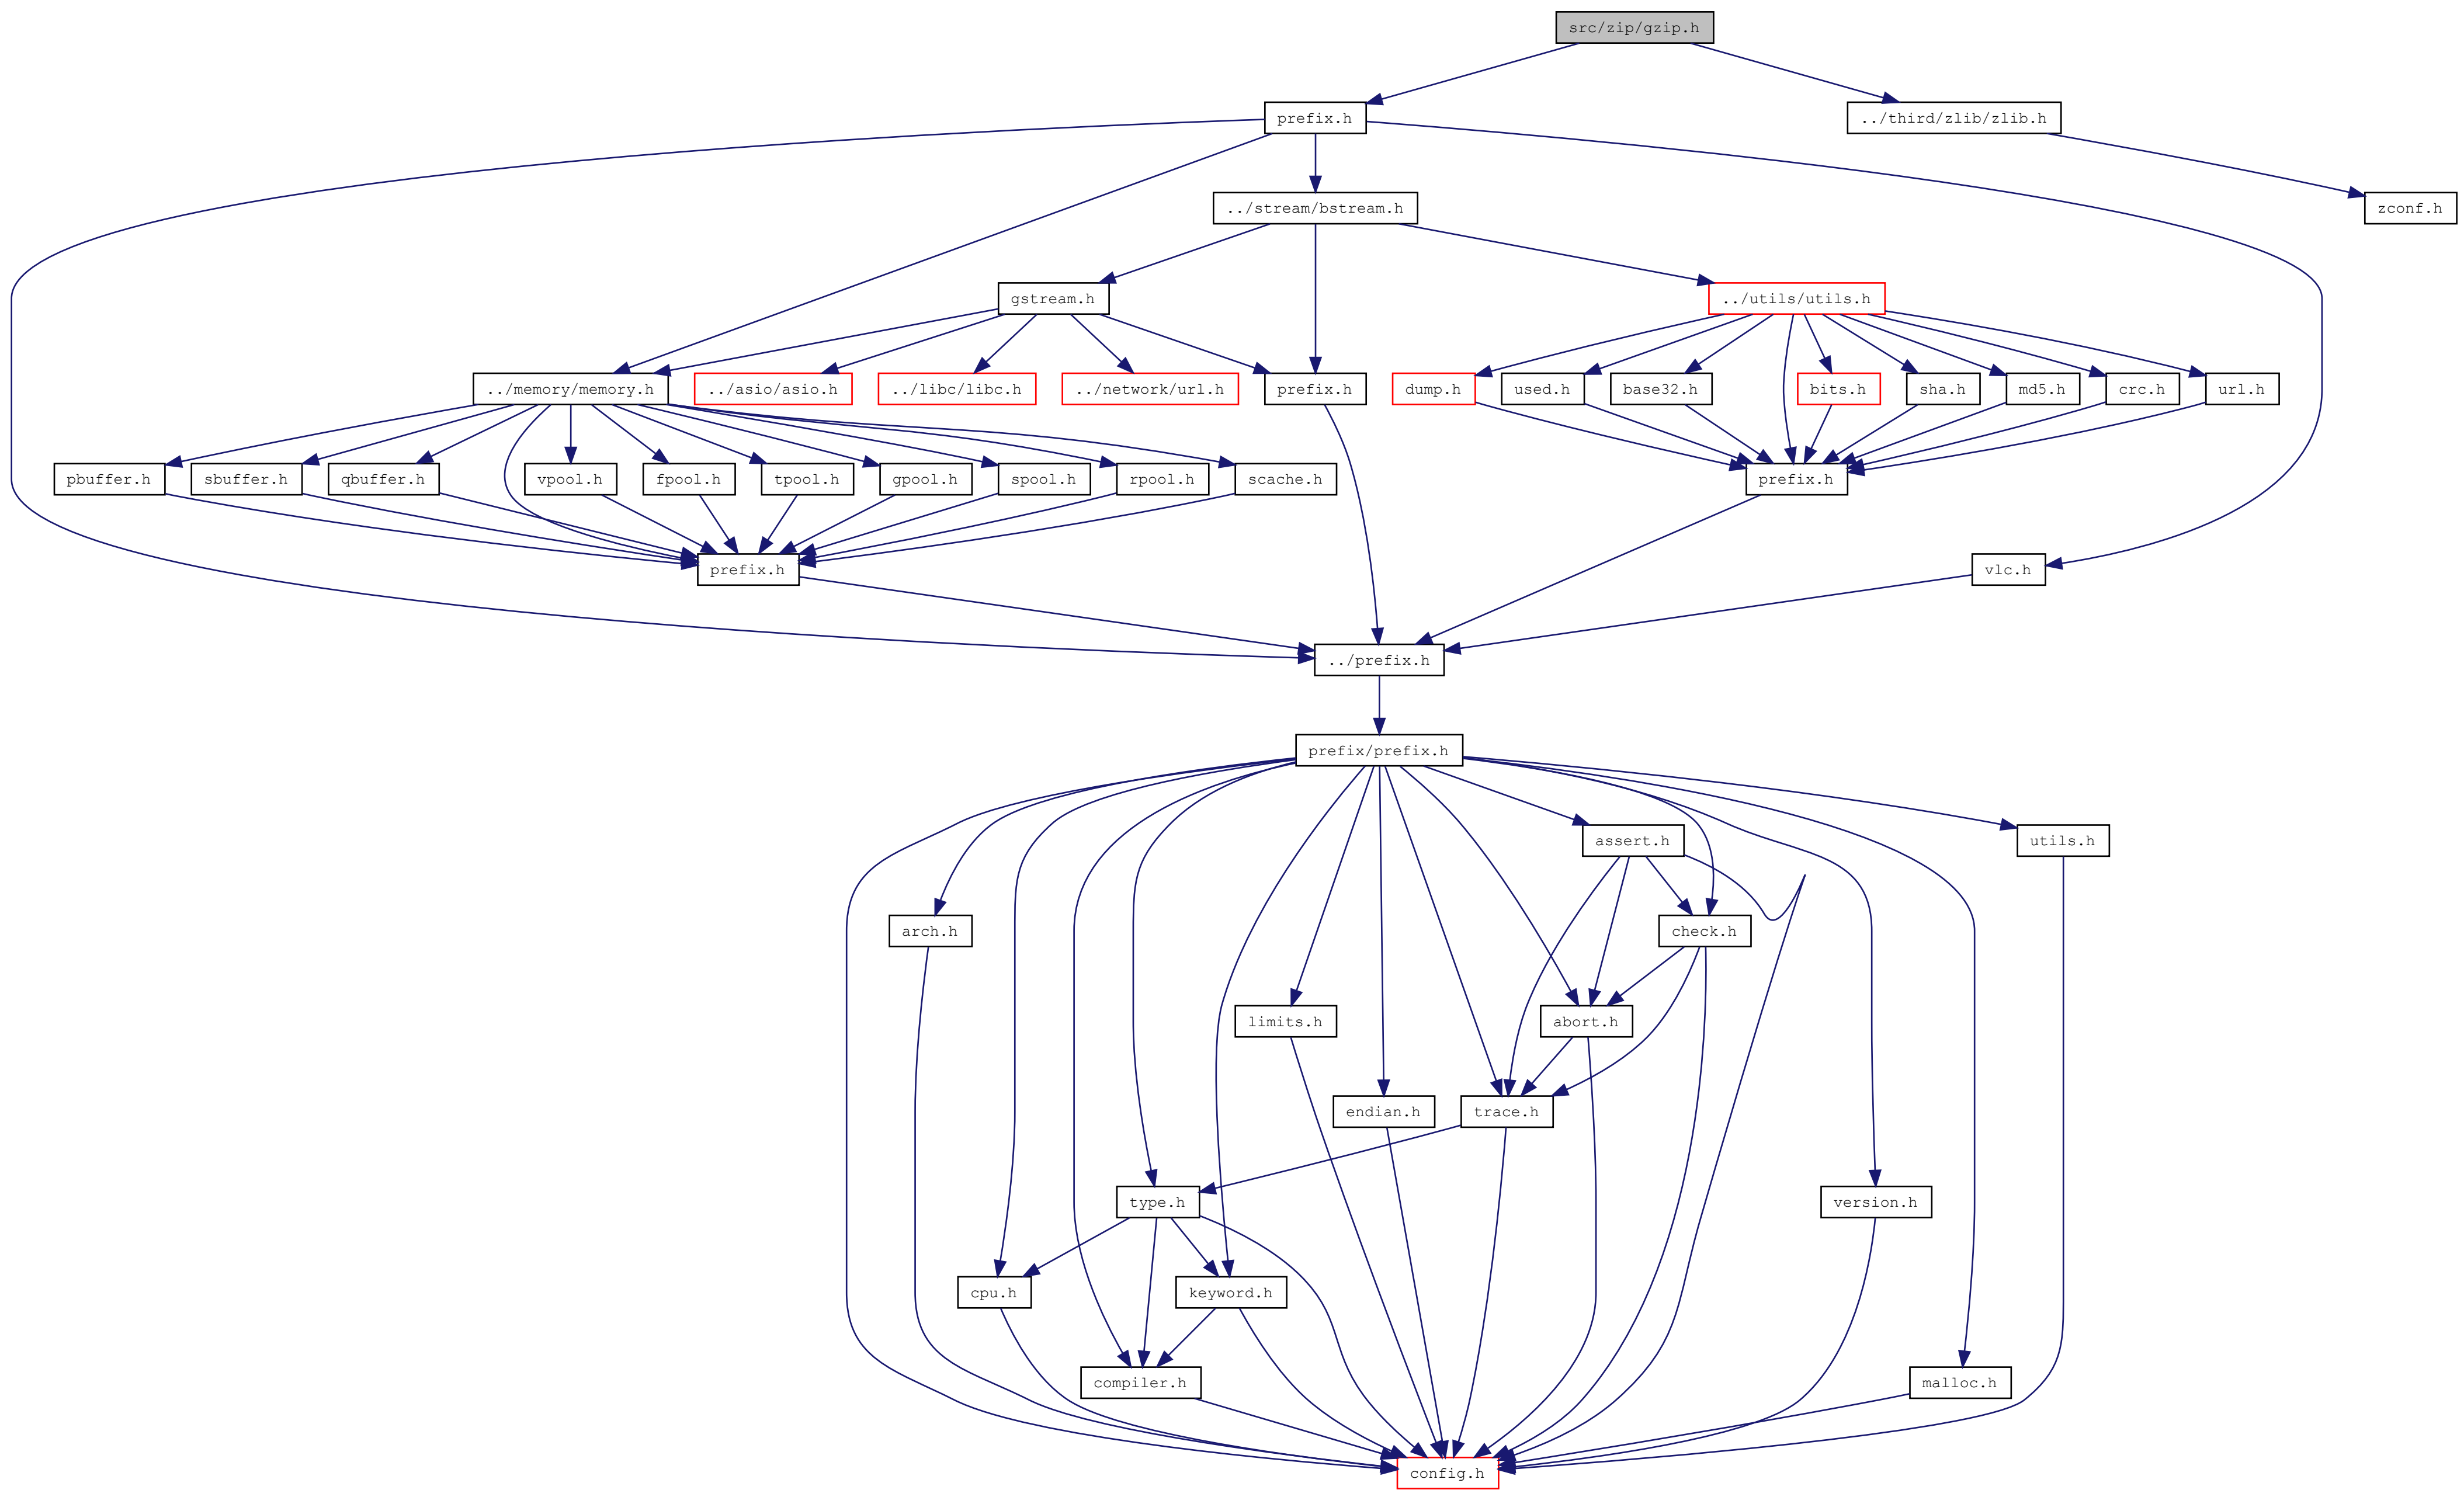 src/zip/gzip.h
prefix.h
../third/zlib/zlib.h
../stream/bstream.h
zconf.h
gstream.h
../utils/utils.h
../memory/memory.h
../asio/asio.h
../libc/libc.h
../network/url.h
prefix.h
dump.h
used.h
base32.h
bits.h
sha.h
md5.h
crc.h
url.h
pbuffer.h
sbuffer.h
qbuffer.h
vpool.h
fpool.h
tpool.h
gpool.h
spool.h
rpool.h
scache.h
prefix.h
prefix.h
vlc.h
../prefix.h
prefix/prefix.h
assert.h
utils.h
arch.h
check.h
limits.h
abort.h
endian.h
trace.h
type.h
version.h
cpu.h
keyword.h
compiler.h
malloc.h
config.h